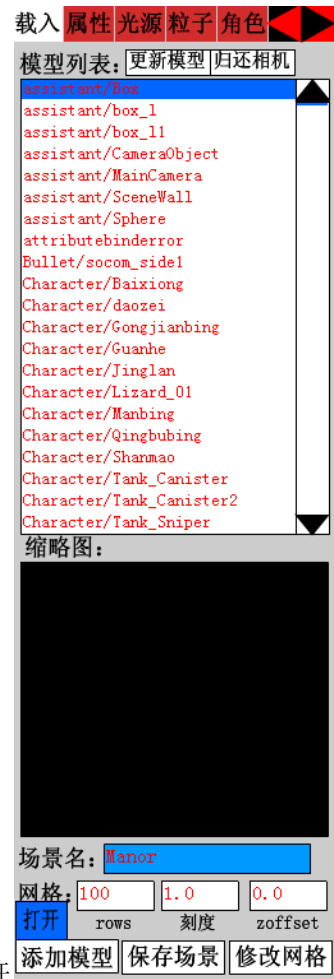 载入 属性 光源 粒子 角色
模型列表: 更新模型 归还相机
assistant/Box
assistant/box_l
assistant/box_l1
assistant/CameraObject
assistant/MainCamera
assistant/SceneWall
assistant/Sphere
attributebinderror
Bullet/socom_side1
Character/Baixiong
Character/daozei
Character/Gongjianbing
Character/Guanhe
Character/Jinglan
Character/Lizard_01
Character/Manbing
Character/Qingbubing
Character/Shanmao
Character/Tank_Canister
Character/Tank_Canister2
Character/Tank_Sniper
缩略图:
场景名: Manor
网格: 100 1.0 0.0
打开 rows 刻度 zoffset
添加模型 保存场景 修改网格